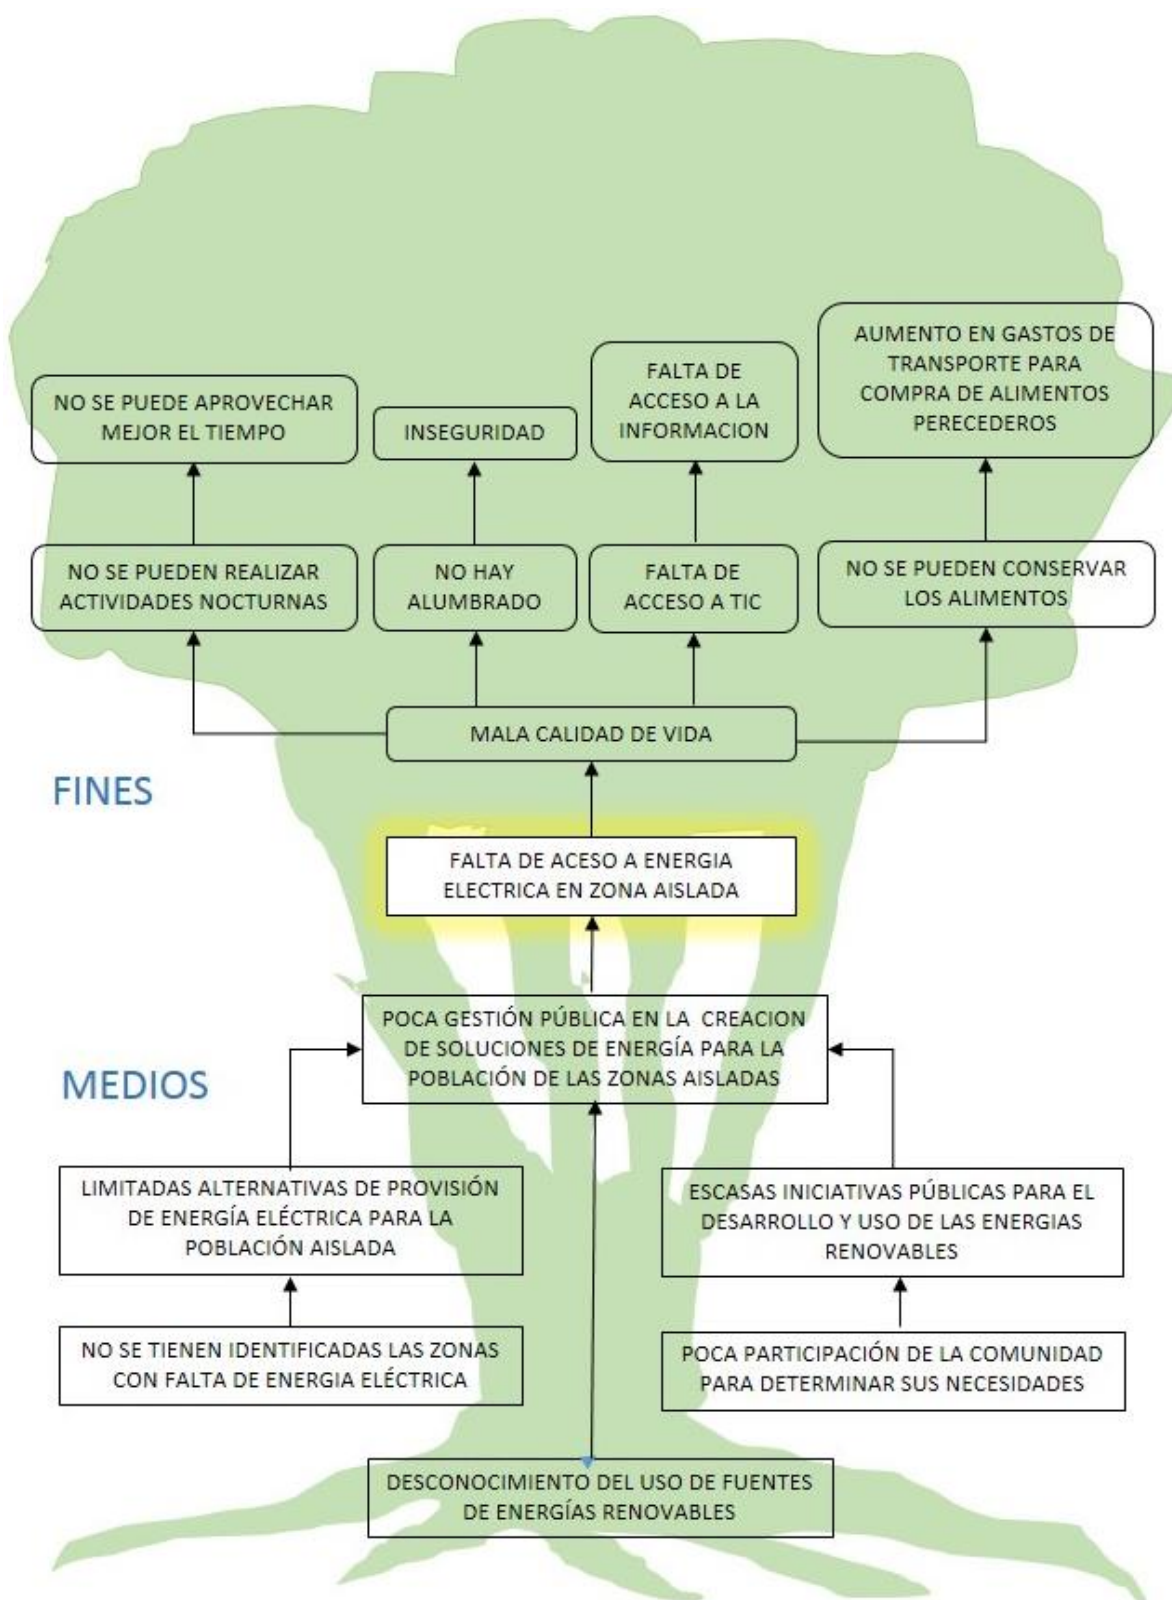 AUMENTO EN GASTOS DE
TRANSPORTE PARA
COMPRA DE ALIMENTOS
PERECEDEROS
FALTA DE
ACCESO A LA
INFORMACION
NO SE PUEDE APROVECHAR
MEJOR EL TIEMPO
INSEGURIDAD
NO SE PUEDEN REALIZAR
ACTIVIDADES NOCTURNAS
NO HAY
ALUMBRADO
FALTA DE
ACCESO A TIC
NO SE PUEDEN CONSERVAR
LOS ALIMENTOS
MALA CALIDAD DE VIDA
FINES
FALTA DE ACESO A ENERGIA
ELECTRICA EN ZONA AISLADA
POCA GESTIÓN PÚBLICA EN LA CREACION
DE SOLUCIONES DE ENERGÍA PARA LA
POBLACIÓN DE LAS ZONAS AISLADAS
MEDIOS
LIMITADAS ALTERNATIVAS DE PROVISIÓN
DE ENERGÍA ELÉCTRICA PARA LA
POBLACIÓN AISLADA
ESCASAS INICIATIVAS PÚBLICAS PARA EL
DESARROLLO Y USO DE LAS ENERGIAS
RENOVABLES
NO SE TIENEN IDENTIFICADAS LAS ZONAS
CON FALTA DE ENERGIA ELÉCTRICA
POCA PARTICIPACIÓN DE LA COMUNIDAD
PARA DETERMINAR SUS NECESIDADES
DESCONOCIMIENTO DEL USO DE FUENTES
DE ENERGÍAS RENOVABLES